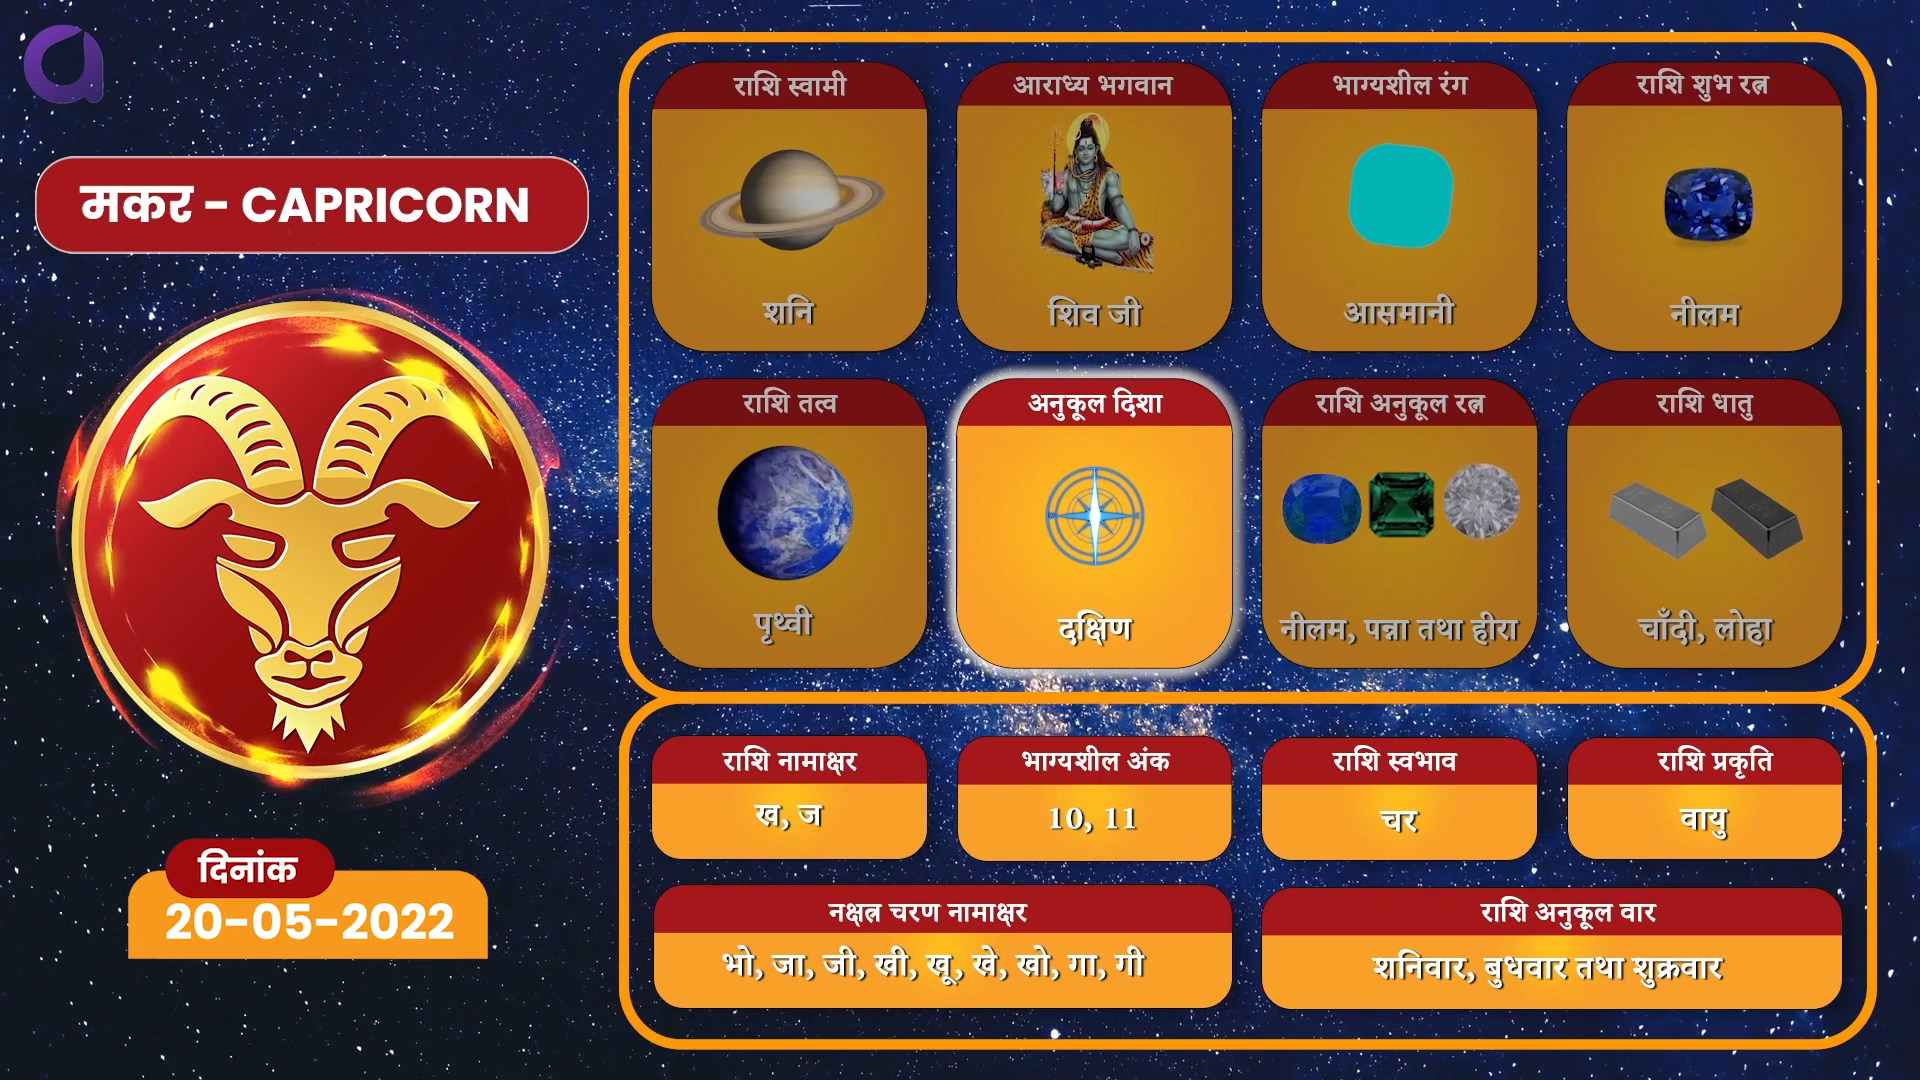 मकर - CAPRICORN
दिनांक
20-05-2022
राशि स्वामी
शनि
आराध्य भगवान
शिव जी
भाग्यशील रंग
आसमानी
राशि शुभ रत्न
नीलम
राशि तत्व
पृथ्वी
अनुकूल दिशा
दक्षिण
राशि अनुकूल रत्न
नीलम, पन्ना तथा हीरा
राशि धातु
चाँदी, लोहा
राशि नामाक्षर
ख, ज
भाग्यशील अंक
10, 11
राशि स्वभाव
चर
राशि प्रकृति
वायु
नक्षत्र चरण नामाक्षर
भो, जा, जी, खी, खू, खे, खो, गा, गी
राशि अनुकूल वार
शनिवार, बुधवार तथा शुक्रवार